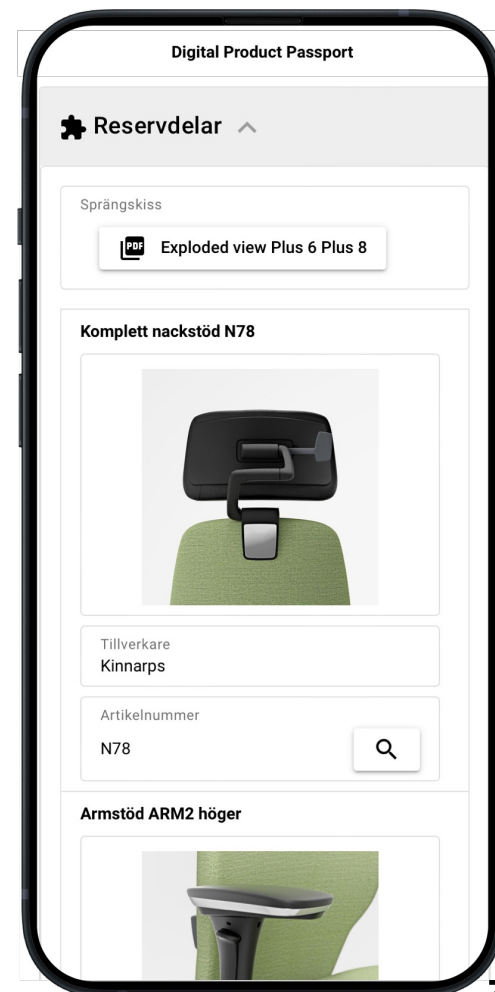 Digital Product Passport
Reservdelar
Sprängskiss
PDF
Exploded view Plus 6 Plus 8
Komplett nackstöd N78
Tillverkare
Kinnarps
Artikelnummer
N78
Armstöd ARM2 höger